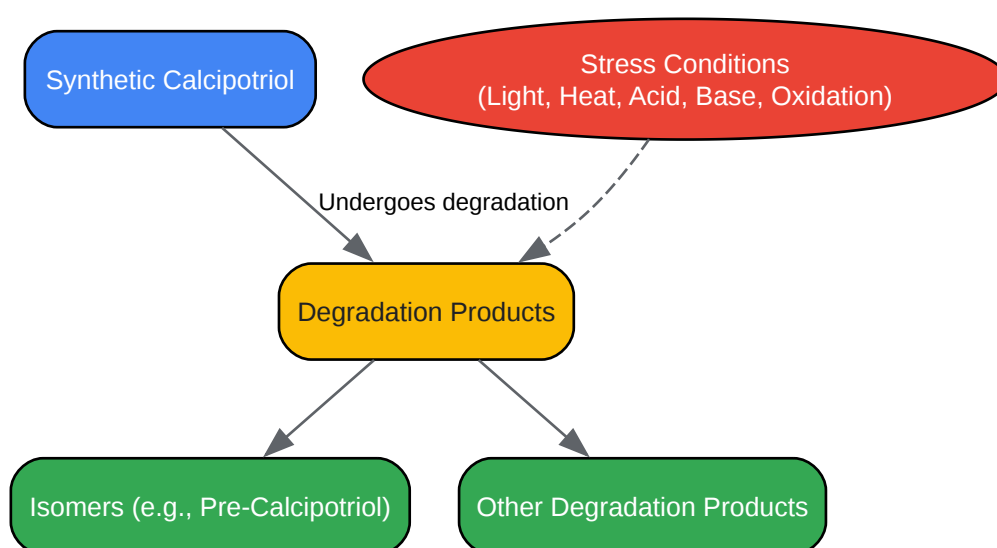 Synthetic Calcipotriol
Stress Conditions
(Light, Heat, Acid, Base, Oxidation)
Undergoes degradation
Degradation Products
Isomers (e.g., Pre-Calcipotriol)
Other Degradation Products